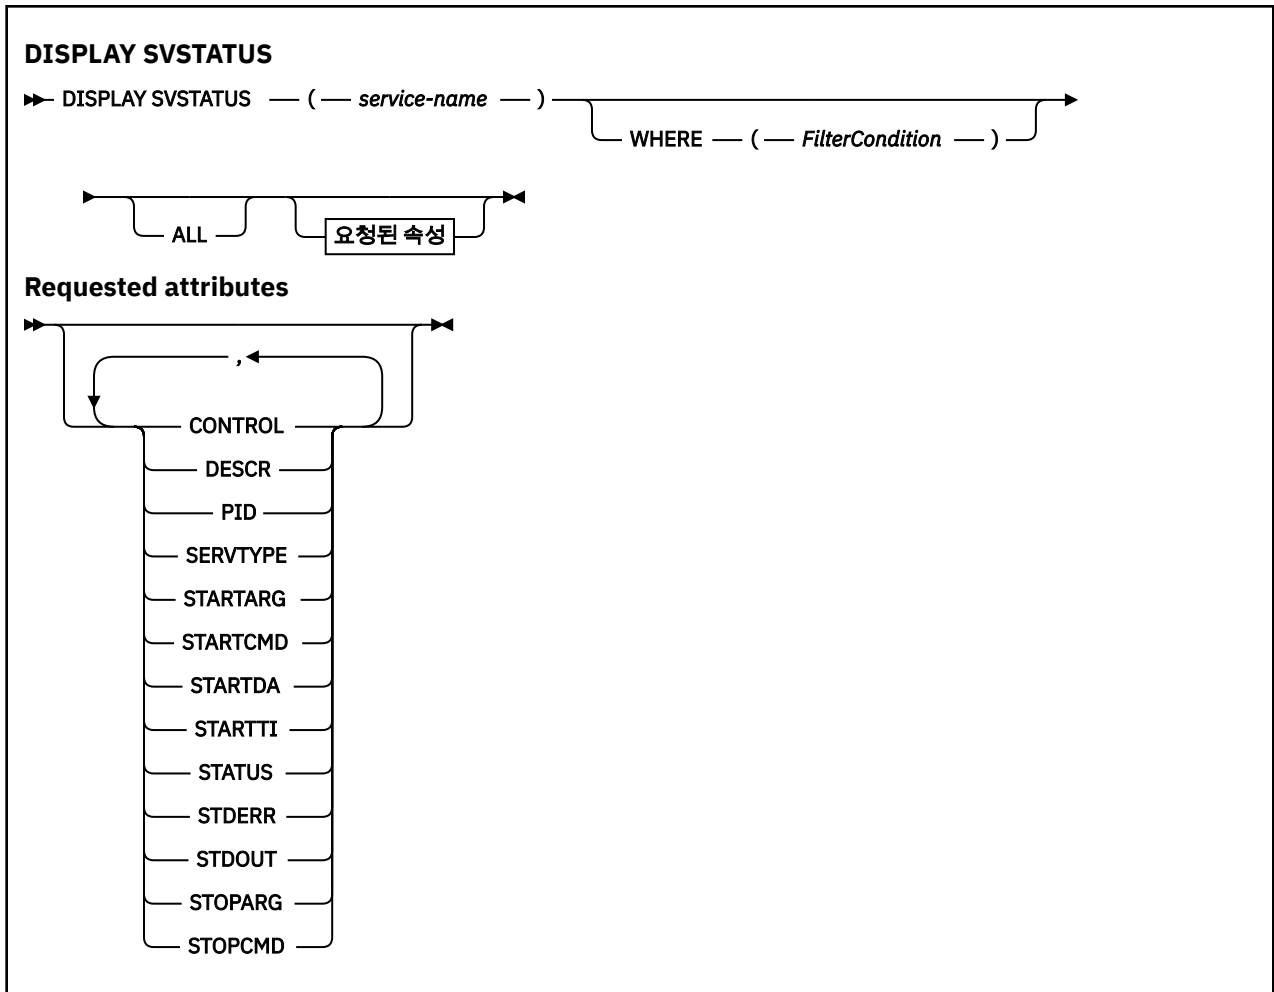 DISPLAY SVSTATUS
DISPLAY SVSTATUS ( service-name )
WHERE ( FilterCondition )
ALL 요청된 속성
Requested attributes
,
CONTROL
DESCR
PID
SERVTYPE
STARTARG
STARTCMD
STARTDA
STARTTI
STATUS
STDERR
STDOUT
STOPARG
STOPCMD